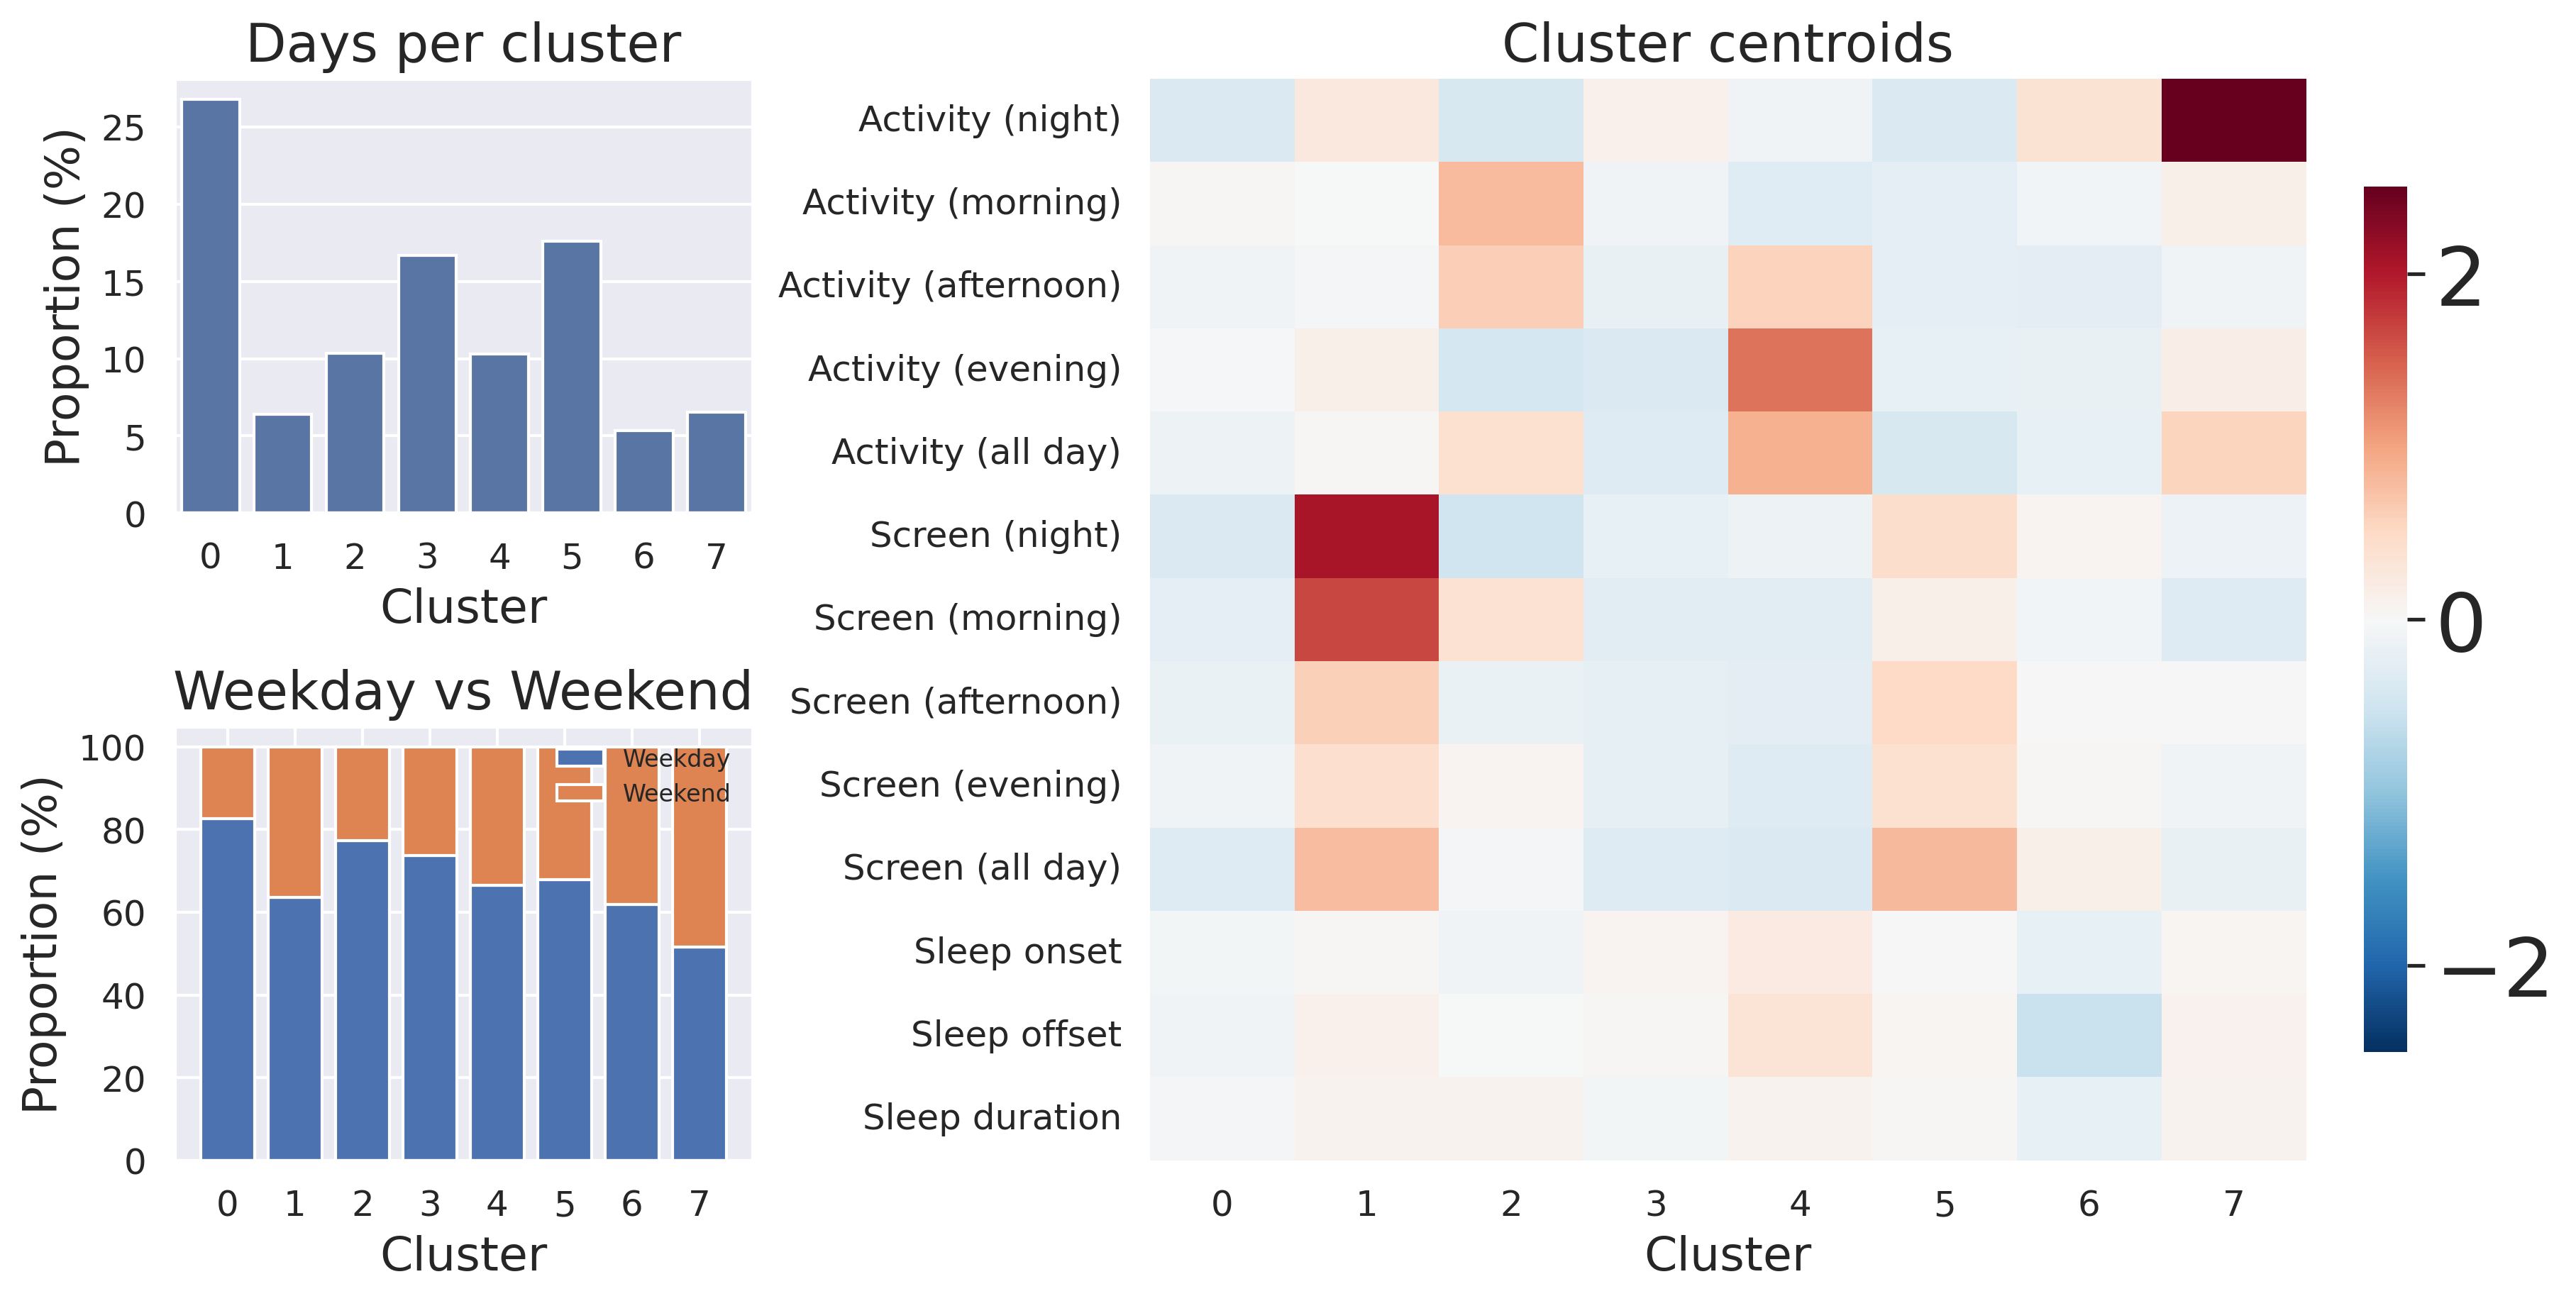 Days per cluster
Proportion (%)
25
20
15
10
5
0
0 1 2 3 4 5 6 7
Cluster
Weekday vs Weekend
Proportion (%)
100
80
60
40
20
0
Weekday
Weekend
0 1 2 3 4 5 6 7
Cluster
Cluster centroids
Activity (night)
Activity (morning)
Activity (afternoon)
Activity (evening)
Activity (all day)
Screen (night)
Screen (morning)
Screen (afternoon)
Screen (evening)
Screen (all day)
Sleep onset
Sleep offset
Sleep duration
0 1 2 3 4 5 6 7
Cluster
2
0
−2